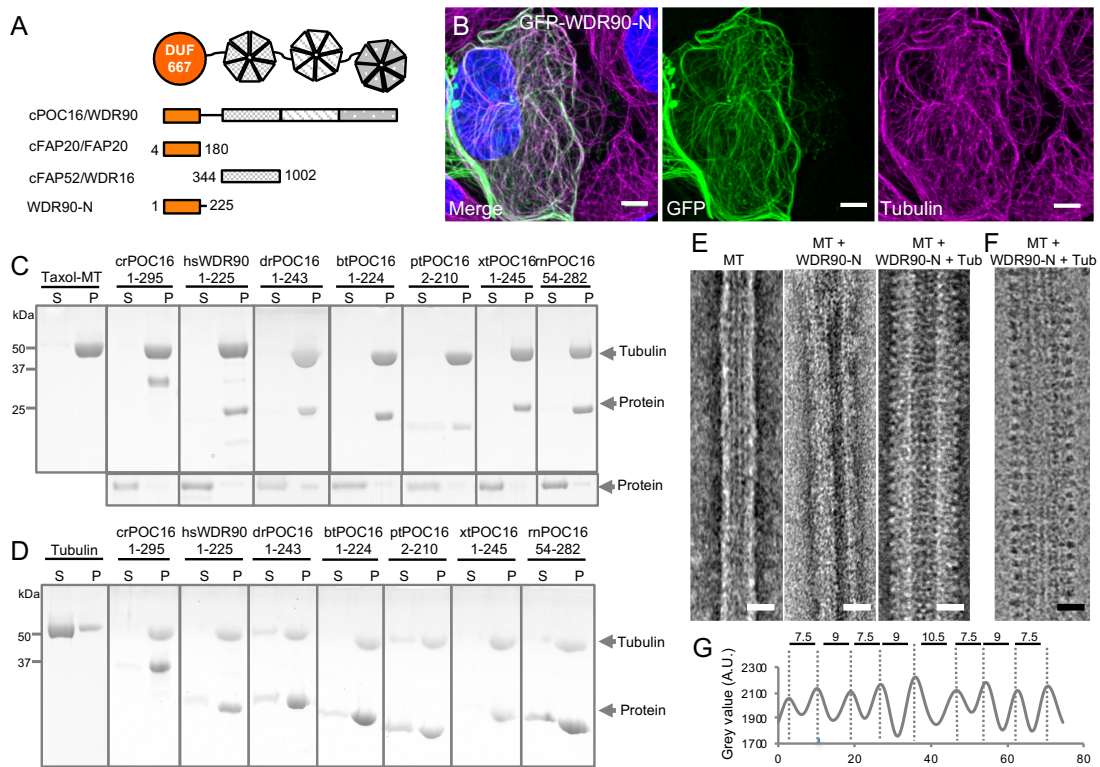 A
DUF
667
cPOC16/WDR90
cFAP20/FAP20
4 180
cFAP52/WDR16
344 1002
WDR90-N
1 225
B
GFP-WDR90-N
Merge
GFP
Tubulin
C
Taxol-MT
crPOC16
1-295
hsWDR90
1-225
drPOC16
1-243
btPOC16
1-224
ptPOC16
2-210
xtPOC16
1-245
rnPOC16
54-282
S P S P S P S P S P S P S P S P
kDa
50
37
25
Tubulin
Protein
Protein
D
Tubulin
crPOC16
1-295
hsWDR90
1-225
drPOC16
1-243
btPOC16
1-224
ptPOC16
2-210
xtPOC16
1-245
rnPOC16
54-282
S P S P S P S P S P S P S P S P
kDa
50
37
Tubulin
Protein
E
MT
MT +
WDR90-N
MT +
WDR90-N + Tub
F
MT +
WDR90-N + Tub
G
7.5 9 7.5 9 10.5 7.5 9 7.5
Grey value (A.U.)
2300
2100
1900
1700
0 20 40 60 80